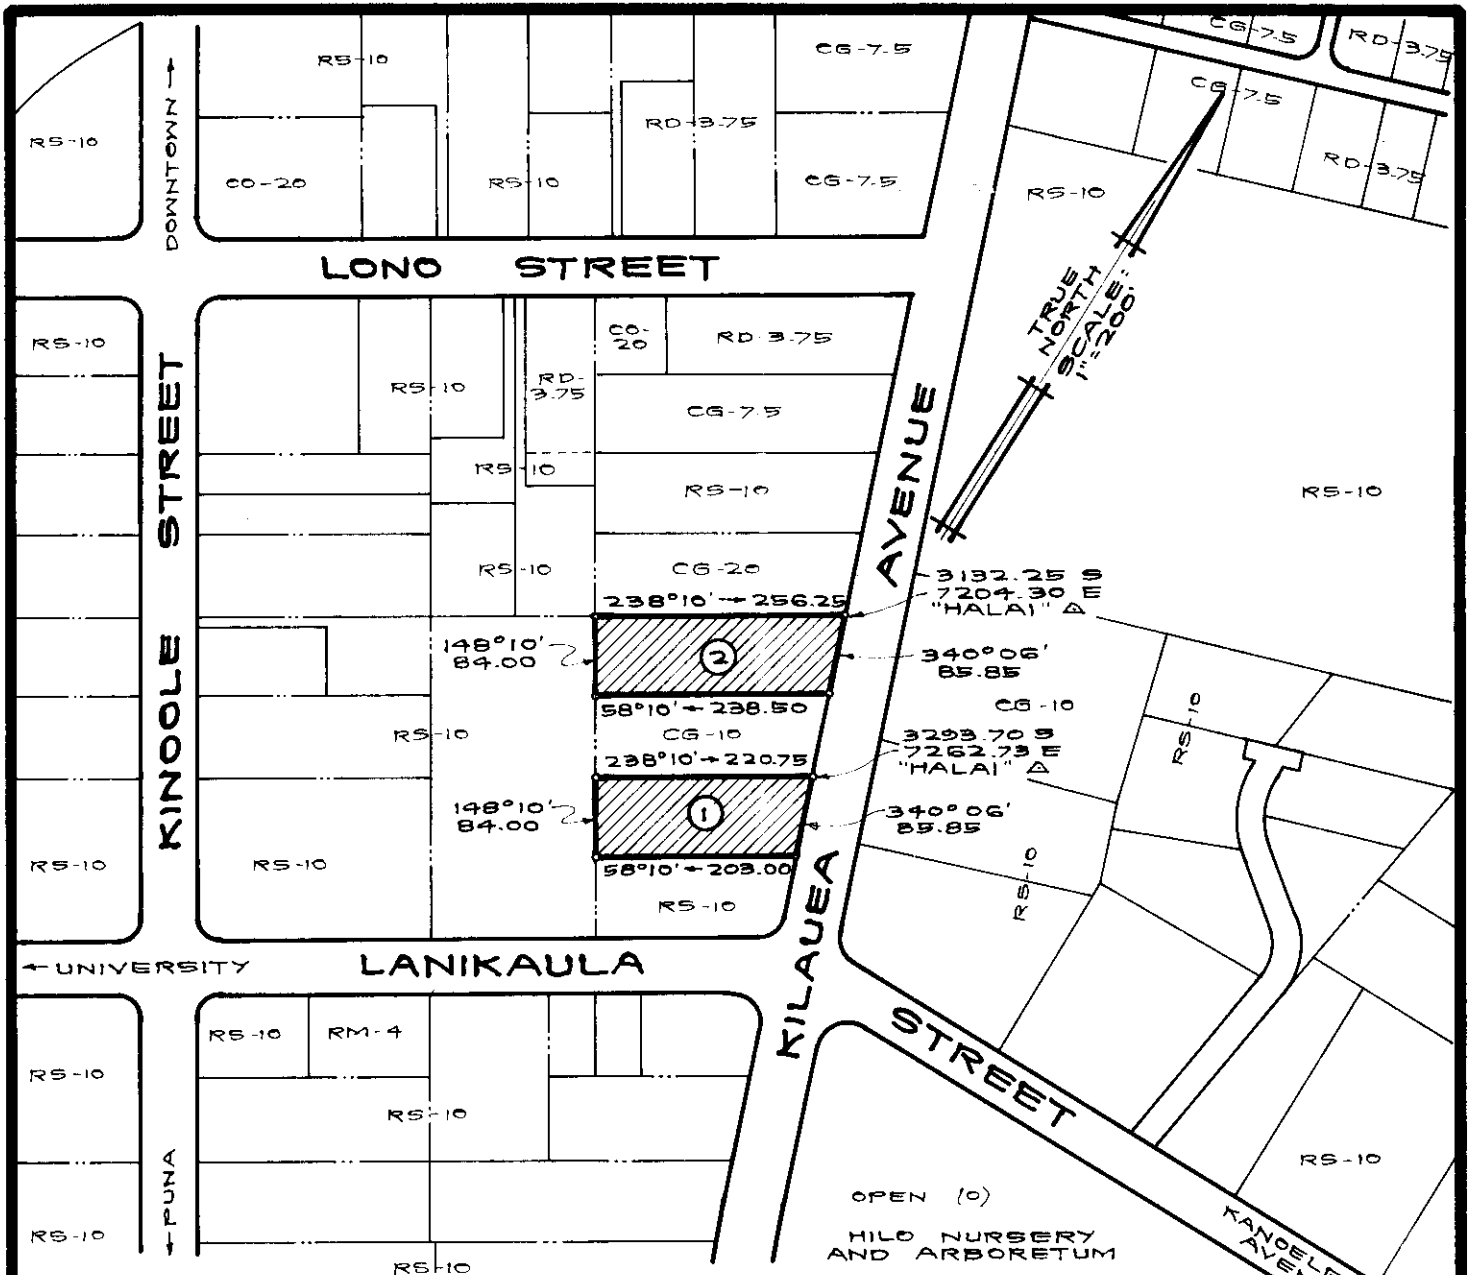 RS-10
CG-7.5
CG-7.5
RD-3.75
CG-7.5
RS-10
DOWNTOWN →
RD-3.75
CO-20
RS-10
CG-7.5
RD-3.75
RS-10
LONO STREET
TRUE
NORTH
SCALE:
1"=200'
RS-10
CO-
20
RD-3.75
RS-10
RD-
3.75
CG-7.5
KINOOLE STREET
KILAUEA AVENUE
RS-10
RS-10
RS-10
RS-10
CG-20
3132.25 S
7204.30 E
"HALAI" △
238°10' → 256.25
148°10'
84.00
2
340°06'
85.85
58°10' ← 238.50
CG-10
RS-10
RS-10
CG-10
3293.70 S
7262.73 E
"HALAI" △
238°10' → 220.75
148°10'
84.00
1
340°06'
85.85
58°10' ← 203.00
RS-10
RS-10
RS-10
RS-10
← UNIVERSITY
LANIKAULA STREET
RS-10
RM-4
RS-10
RS-10
RS-10
← PUNA
OPEN (O)
HILO NURSERY
AND ARBORETUM
RS-10
RS-10